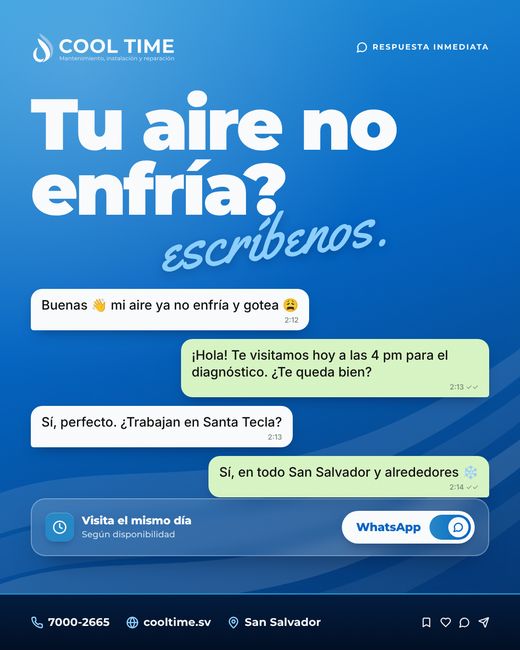 COOL TIME
Mantenimiento, instalación y reparación
RESPUESTA INMEDIATA
Tu aire no
enfría?
escríbenos.
Buenas 👋 mi aire ya no enfría y gotea 😩
2:12
¡Hola! Te visitamos hoy a las 4 pm para el
diagnóstico. ¿Te queda bien?
2:13 ✓✓
Sí, perfecto. ¿Trabajan en Santa Tecla?
2:13
Sí, en todo San Salvador y alrededores ❄️
2:14 ✓✓
Visita el mismo día
Según disponibilidad
WhatsApp
7000-2665
cooltime.sv
San Salvador